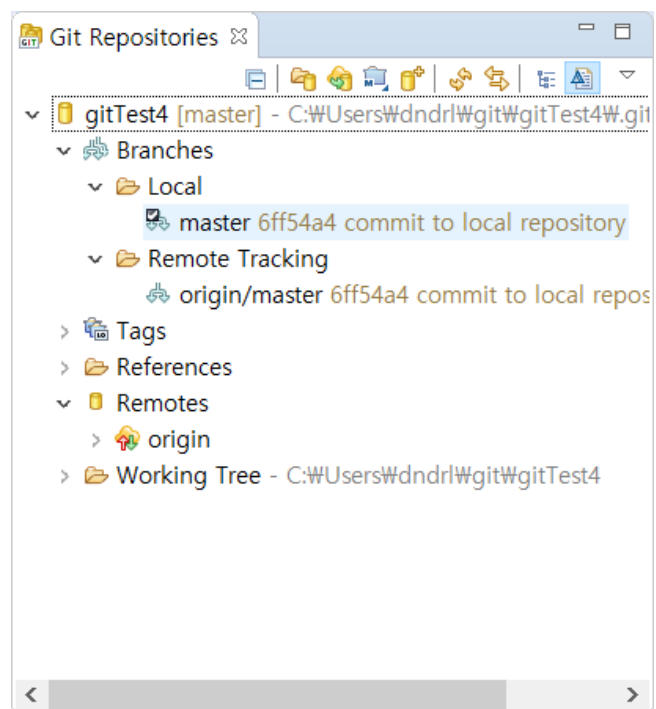 Git Repositories
gitTest4 [master] - C:₩Users₩dndrl₩git₩gitTest4₩.git
Branches
Local
master 6ff54a4 commit to local repository
Remote Tracking
origin/master 6ff54a4 commit to local repos
Tags
References
Remotes
origin
Working Tree - C:₩Users₩dndrl₩git₩gitTest4